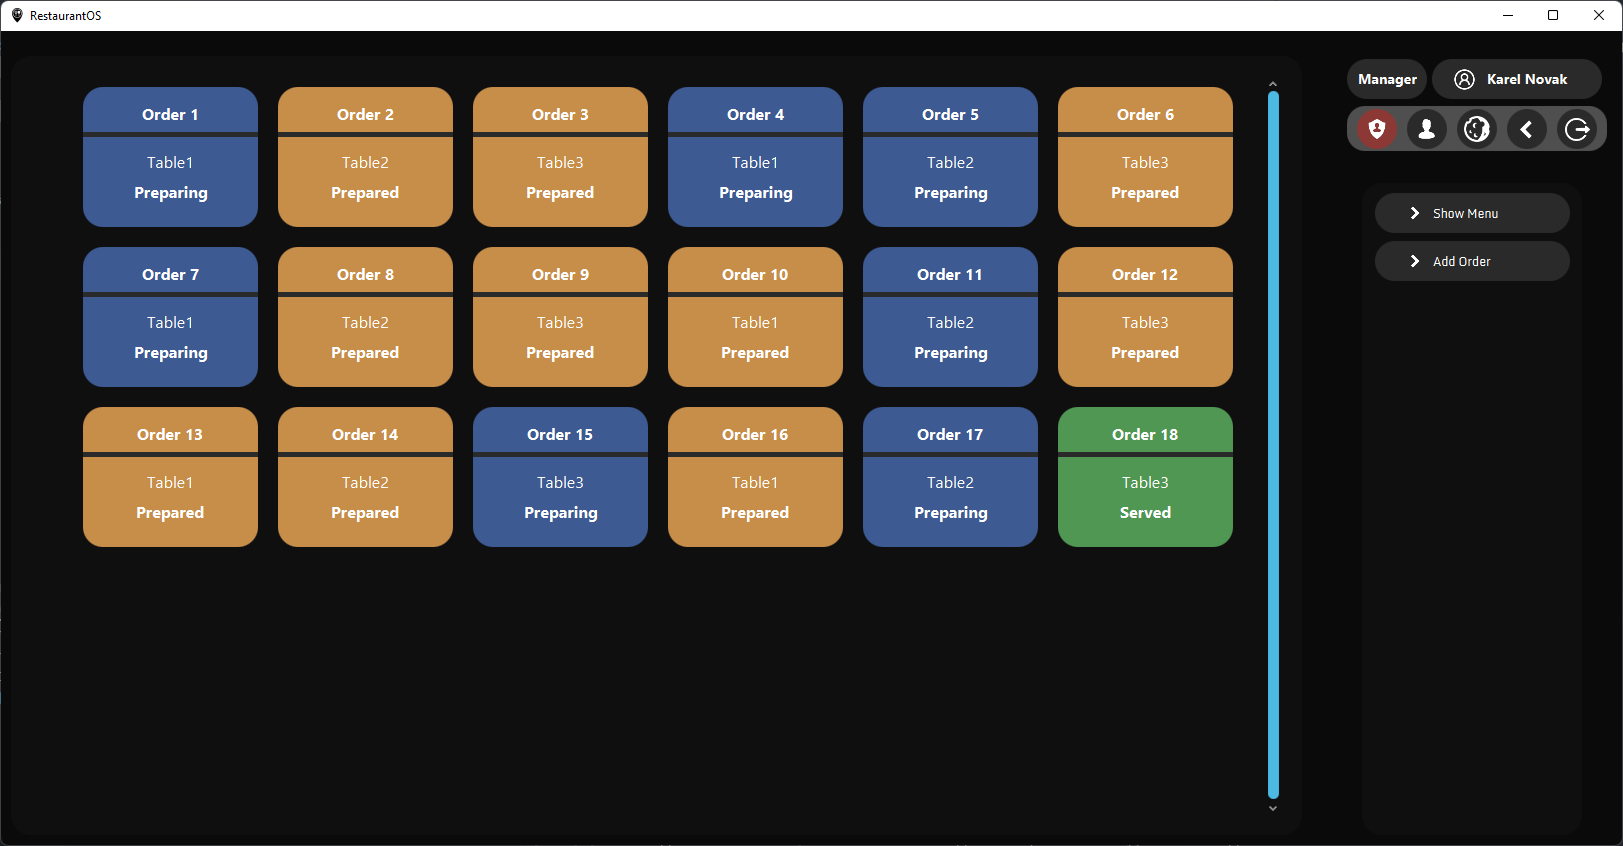 RestaurantOS
Manager
Karel Novak
Order 1
Table1
Preparing
Order 2
Table2
Prepared
Order 3
Table3
Prepared
Order 4
Table1
Preparing
Order 5
Table2
Preparing
Order 6
Table3
Prepared
Order 7
Table1
Preparing
Order 8
Table2
Prepared
Order 9
Table3
Prepared
Order 10
Table1
Prepared
Order 11
Table2
Preparing
Order 12
Table3
Prepared
Order 13
Table1
Prepared
Order 14
Table2
Prepared
Order 15
Table3
Preparing
Order 16
Table1
Prepared
Order 17
Table2
Preparing
Order 18
Table3
Served
Show Menu
Add Order